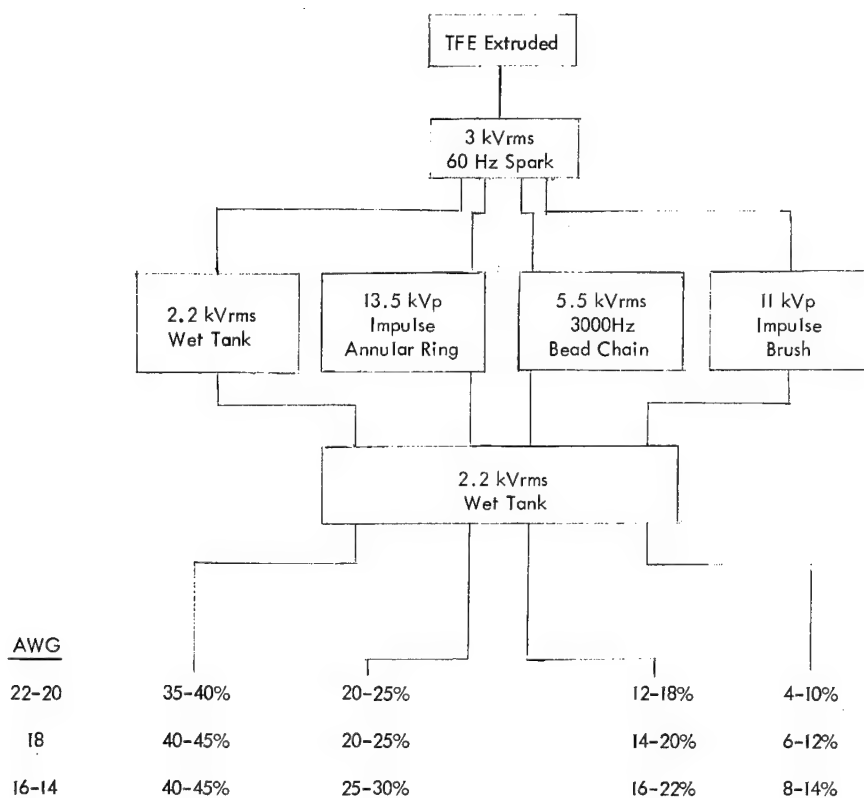 TFE Extruded
3 kVrms
60 Hz Spark
2.2 kVrms
Wet Tank
13.5 kVp
Impulse
Annular Ring
5.5 kVrms
3000Hz
Bead Chain
11 kVp
Impulse
Brush
2.2 kVrms
Wet Tank
AWG
22-20 35-40% 20-25% 12-18% 4-10%
18 40-45% 20-25% 14-20% 6-12%
16-14 40-45% 25-30% 16-22% 8-14%